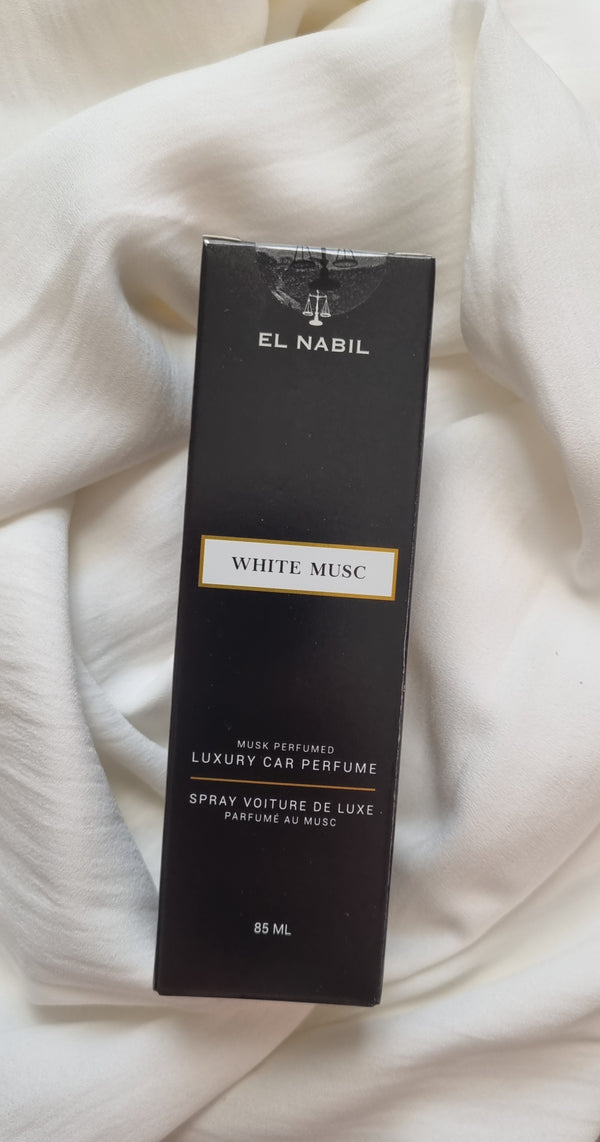 EL NABIL
WHITE MUSC
MUSK PERFUMED
LUXURY CAR PERFUME
SPRAY VOITURE DE LUXE
PARFUMÉ AU MUSC
85 ML